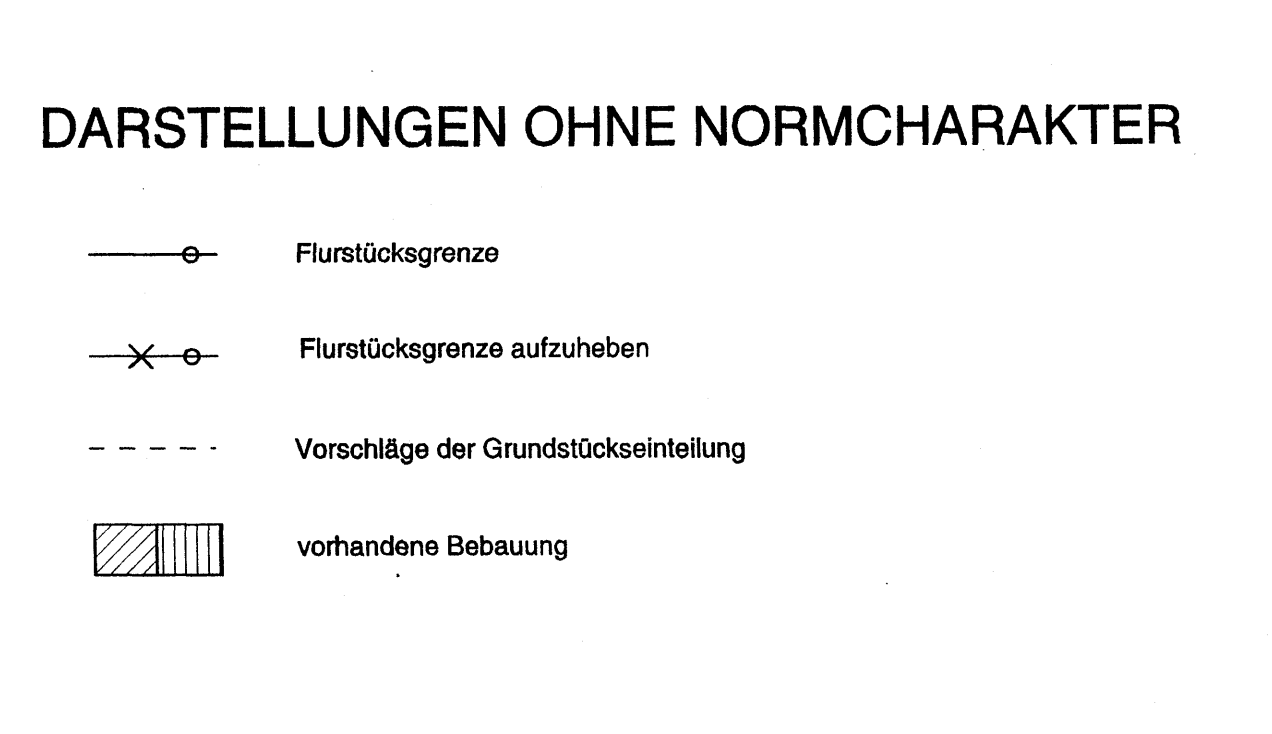 DARSTELLUNGEN OHNE NORMCHARAKTER
Flurstücksgrenze
Flurstücksgrenze aufzuheben
Vorschläge der Grundstückseinteilung
vorhandene Bebauung